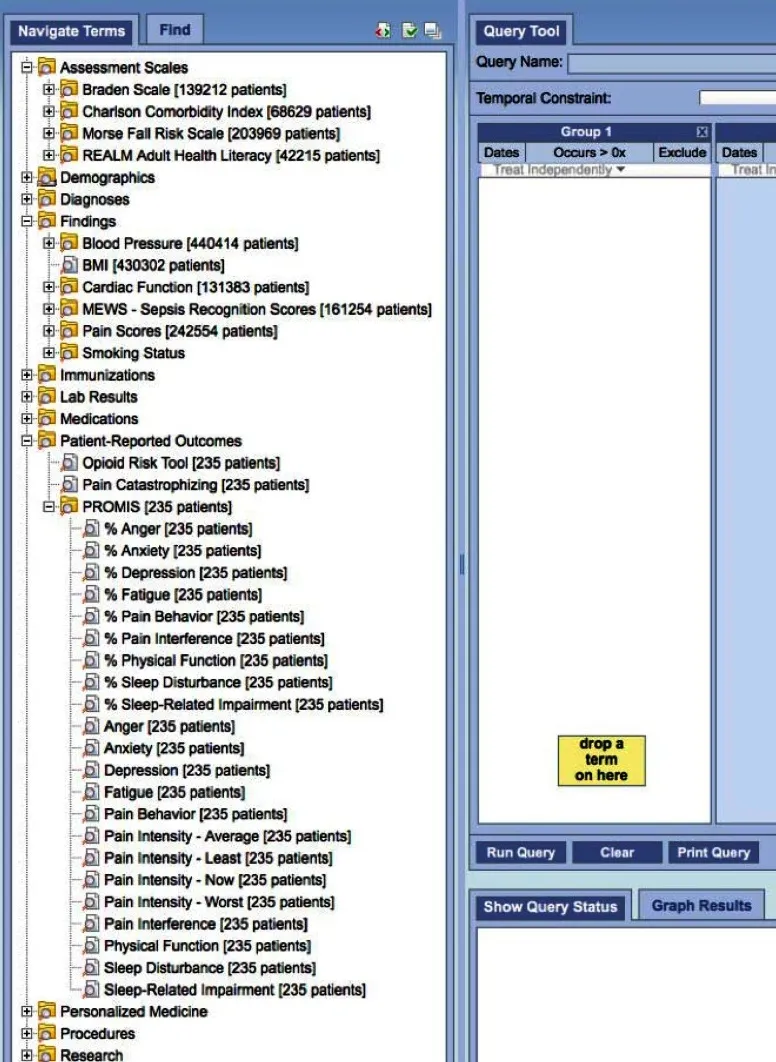 Navigate Terms
Find
Assessment Scales
Braden Scale [139212 patients]
Charlson Comorbidity Index [68629 patients]
Morse Fall Risk Scale [203969 patients]
REALM Adult Health Literacy [42215 patients]
Demographics
Diagnoses
Findings
Blood Pressure [440414 patients]
BMI [430302 patients]
Cardiac Function [131383 patients]
MEWS - Sepsis Recognition Scores [161254 patients]
Pain Scores [242554 patients]
Smoking Status
Immunizations
Lab Results
Medications
Patient-Reported Outcomes
Opioid Risk Tool [235 patients]
Pain Catastrophizing [235 patients]
PROMIS [235 patients]
% Anger [235 patients]
% Anxiety [235 patients]
% Depression [235 patients]
% Fatigue [235 patients]
% Pain Behavior [235 patients]
% Pain Interference [235 patients]
% Physical Function [235 patients]
% Sleep Disturbance [235 patients]
% Sleep-Related Impairment [235 patients]
Anger [235 patients]
Anxiety [235 patients]
Depression [235 patients]
Fatigue [235 patients]
Pain Behavior [235 patients]
Pain Intensity - Average [235 patients]
Pain Intensity - Least [235 patients]
Pain Intensity - Now [235 patients]
Pain Intensity - Worst [235 patients]
Pain Interference [235 patients]
Physical Function [235 patients]
Sleep Disturbance [235 patients]
Sleep-Related Impairment [235 patients]
Personalized Medicine
Procedures
Research
Query Tool
Query Name:
Temporal Constraint:
Group 1
Dates Occurs > 0x Exclude Dates
Treat Independently Treat In
drop a
term
on here
Run Query Clear Print Query
Show Query Status Graph Results